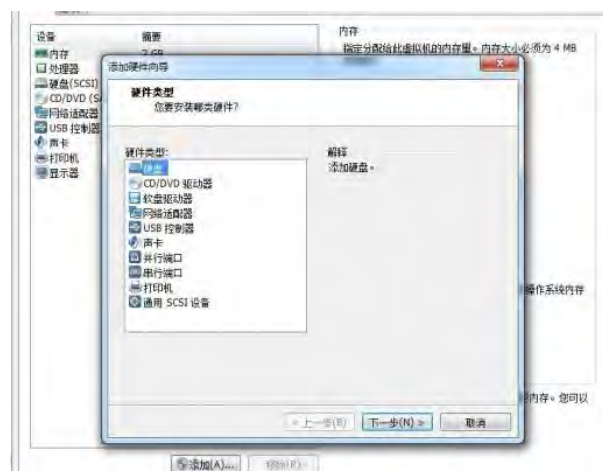 设备 摘要
内存 2 GB
处理器
硬盘(SCSI)
CD/DVD (SA
网络适配器
USB 控制器
声卡
打印机
显示器
内存
指定分配给此虚拟机的内存量。内存大小必须为 4 MB
操作系统内存
内存。您可以
添加硬件向导
硬件类型
您要安装哪类硬件?
硬件类型:
硬盘
CD/DVD 驱动器
软盘驱动器
网络适配器
USB 控制器
声卡
并行端口
串行端口
打印机
通用 SCSI 设备
解释
添加硬盘。
< 上一步(B) 下一步(N) > 取消
添加(A)... 移除(R)